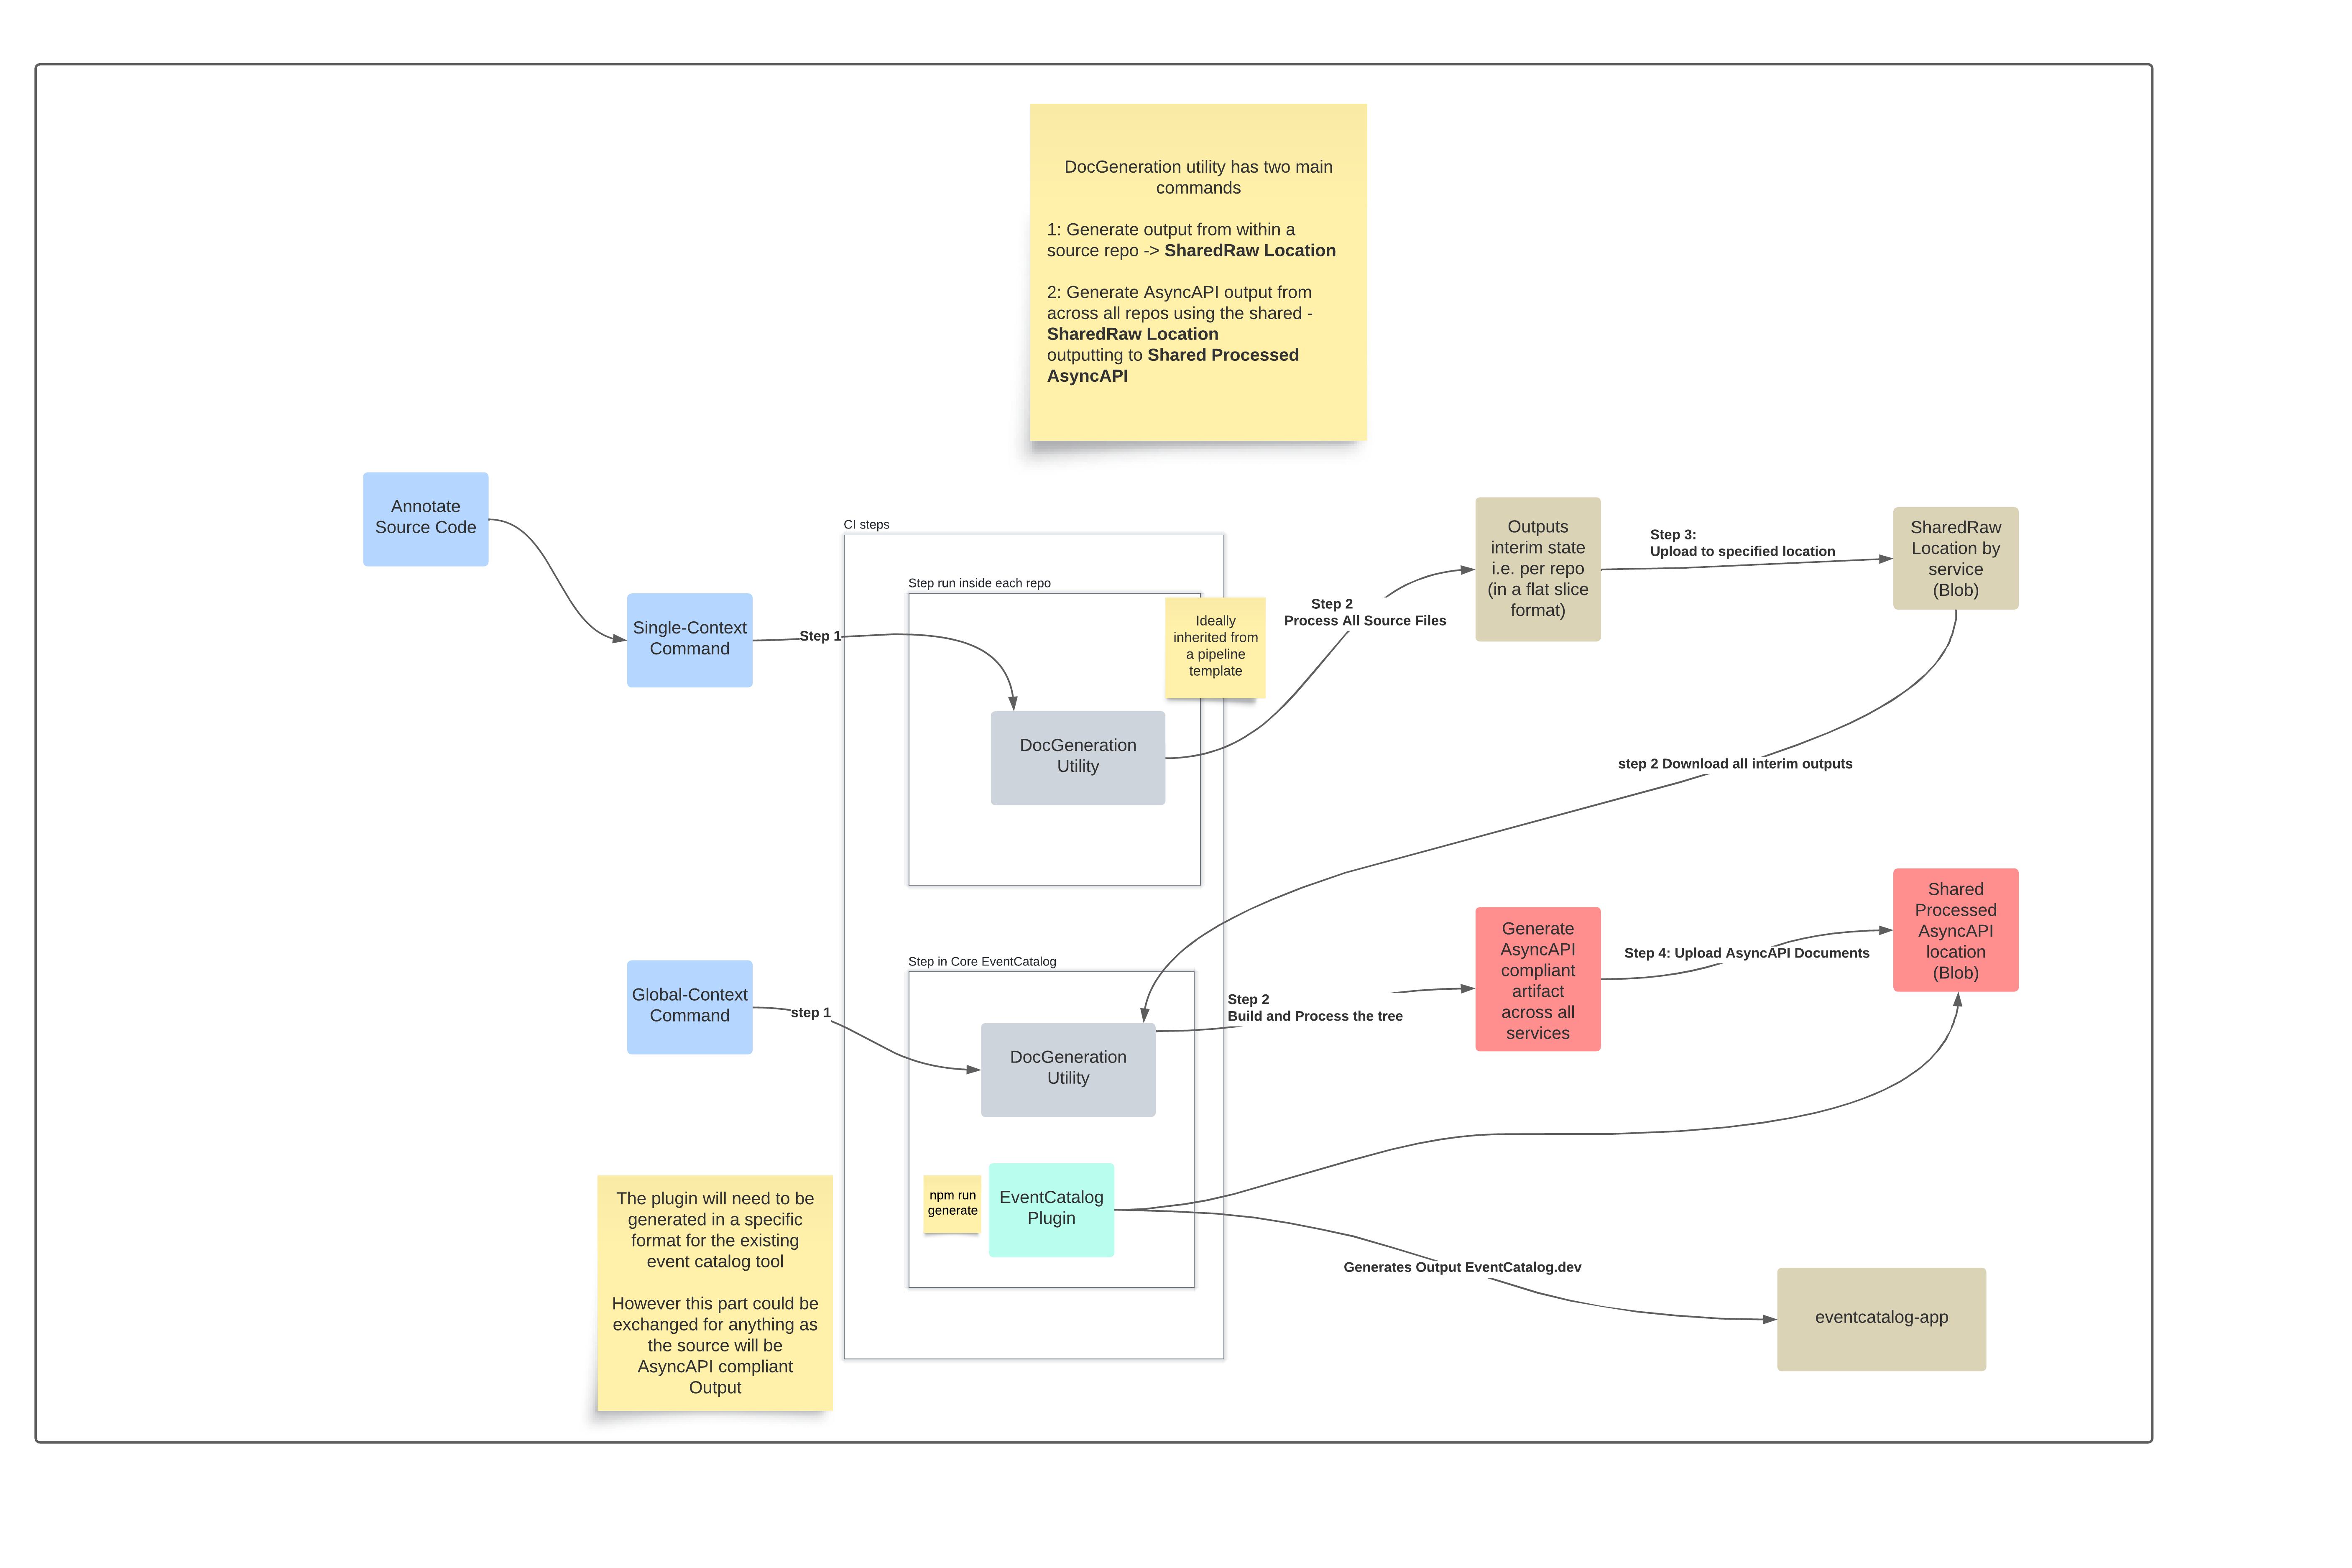 DocGeneration utility has two main
commands
1: Generate output from within a
source repo -> SharedRaw Location
2: Generate AsyncAPI output from
across all repos using the shared -
SharedRaw Location
outputting to Shared Processed
AsyncAPI
Annotate
Source Code
Single-Context
Command
Step 1
CI steps
Step run inside each repo
Ideally
inherited from
a pipeline
template
DocGeneration
Utility
Step 2
Process All Source Files
Outputs
interim state
i.e. per repo
(in a flat slice
format)
Step 3:
Upload to specified location
SharedRaw
Location by
service
(Blob)
step 2 Download all interim outputs
Global-Context
Command
step 1
Step in Core EventCatalog
DocGeneration
Utility
Step 2
Build and Process the tree
Generate
AsyncAPI
compliant
artifact
across all
services
Step 4: Upload AsyncAPI Documents
Shared
Processed
AsyncAPI
location
(Blob)
npm run
generate
EventCatalog
Plugin
Generates Output EventCatalog.dev
eventcatalog-app
The plugin will need to be
generated in a specific
format for the existing
event catalog tool
However this part could be
exchanged for anything as
the source will be
AsyncAPI compliant
Output